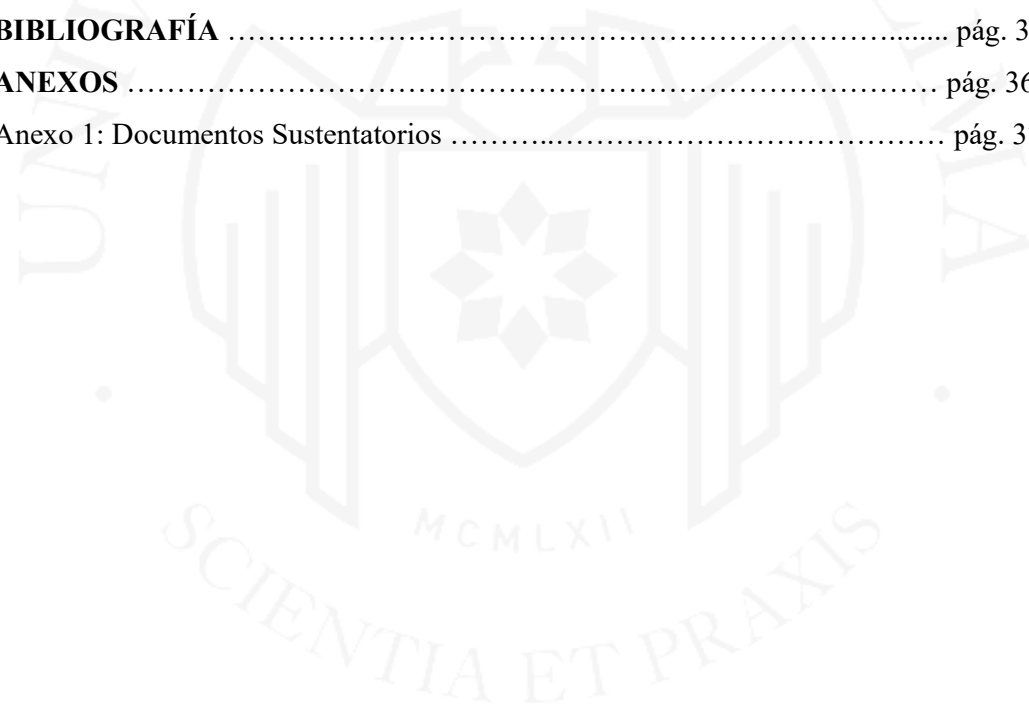 BIBLIOGRAFÍA ……………………………………………………………........ pág. 3
ANEXOS ……………………………………………………………………… pág. 36
Anexo 1: Documentos Sustentatorios ………..………………………………… pág. 3
MCMLXII
SCIENTIA ET PRAXIS